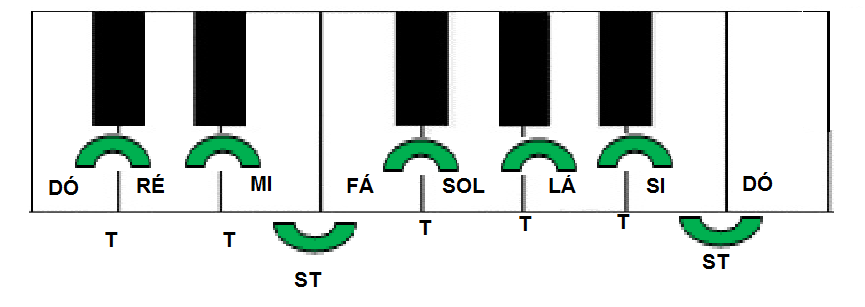 DÓ RÉ MI FÁ SOL LÁ SI DÓ
T T T T T
ST ST